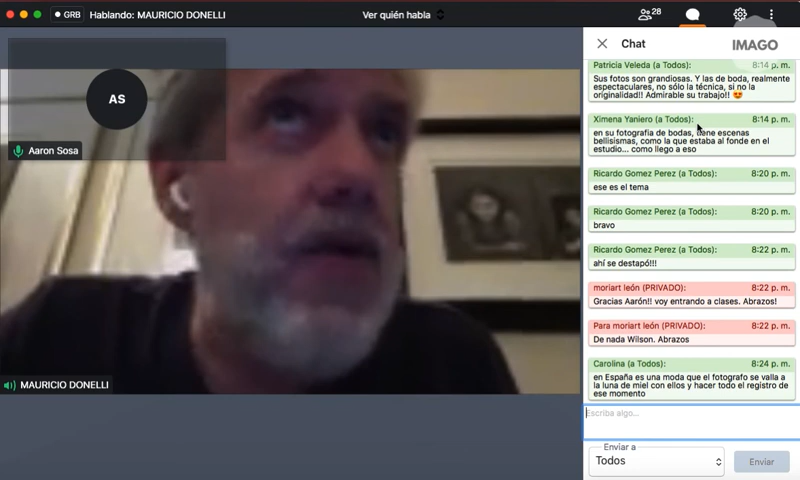 GRB
Hablando: MAURICIO DONELLI
Ver quién habla
28
AS
Aaron Sosa
MAURICIO DONELLI
Chat
IMAGO
Patricia Veleda (a Todos):
8:14 p. m.
Sus fotos son grandiosas. Y las de boda, realmente
espectaculares, no sólo la técnica, si no la
originalidad!! Admirable su trabajo!! 😍
Ximena Yaniero (a Todos):
8:14 p. m.
en su fotografia de bodas, tiene escenas
bellisismas, como la que estaba al fonde en el
estudio... como llego a eso
Ricardo Gomez Perez (a Todos):
8:20 p. m.
ese es el tema
Ricardo Gomez Perez (a Todos):
8:20 p. m.
bravo
Ricardo Gomez Perez (a Todos):
8:22 p. m.
ahí se destapó!!!
moriart león (PRIVADO):
8:22 p. m.
Gracias Aarón!! voy entrando a clases. Abrazos!
Para moriart león (PRIVADO):
8:22 p. m.
De nada Wilson. Abrazos
Carolina (a Todos):
8:24 p. m.
en España es una moda que el fotografo se valla a
la luna de miel con ellos y hacer todo el registro de
ese momento
Escriba algo...
Enviar a
Todos
Enviar